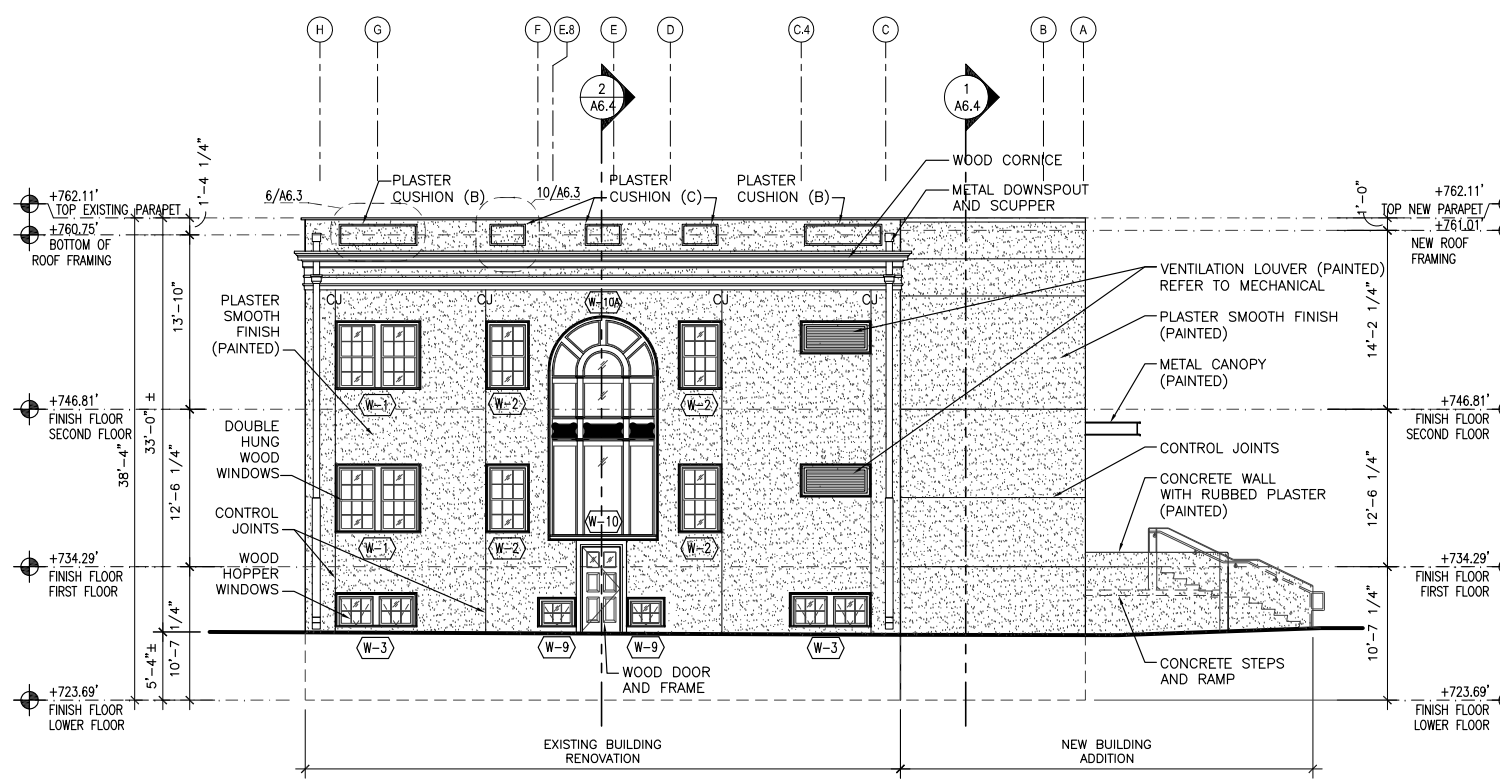 H
G
F
E.8
E
D
C.4
C
B
A
2
A6.4
1
A6.4
WOOD CORNICE
METAL DOWNSPOUT
AND SCUPPER
PLASTER
CUSHION (B)
10/A6.3
PLASTER
CUSHION (C)
PLASTER
CUSHION (B)
6/A6.3
+762.11'
TOP EXISTING PARAPET
+760.75'
BOTTOM OF
ROOF FRAMING
1'-4 1/4"
13'-10"
12'-6 1/4"
10'-7 1/4"
33'-0" ±
5'-4"±
38'-4"
+746.81'
FINISH FLOOR
SECOND FLOOR
+734.29'
FINISH FLOOR
FIRST FLOOR
+723.69'
FINISH FLOOR
LOWER FLOOR
PLASTER
SMOOTH
FINISH
(PAINTED)
DOUBLE
HUNG
WOOD
WINDOWS
CONTROL
JOINTS
WOOD
HOPPER
WINDOWS
CJ
CJ
CJ
CJ
W-10A
W-1
W-2
W-2
W-10
W-1
W-2
W-2
W-3
W-9
W-9
W-3
WOOD DOOR
AND FRAME
VENTILATION LOUVER (PAINTED)
REFER TO MECHANICAL
PLASTER SMOOTH FINISH
(PAINTED)
METAL CANOPY
(PAINTED)
CONTROL JOINTS
CONCRETE WALL
WITH RUBBED PLASTER
(PAINTED)
CONCRETE STEPS
AND RAMP
1'-0"
14'-2 1/4"
12'-6 1/4"
10'-7 1/4"
+762.11'
TOP NEW PARAPET
+761.01'
NEW ROOF
FRAMING
+746.81'
FINISH FLOOR
SECOND FLOOR
+734.29'
FINISH FLOOR
FIRST FLOOR
+723.69'
FINISH FLOOR
LOWER FLOOR
EXISTING BUILDING
RENOVATION
NEW BUILDING
ADDITION